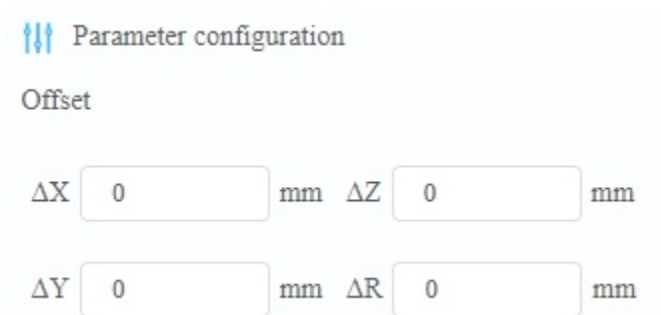 Parameter configuration
Offset
ΔX 0 mm ΔZ 0 mm
ΔY 0 mm ΔR 0 mm